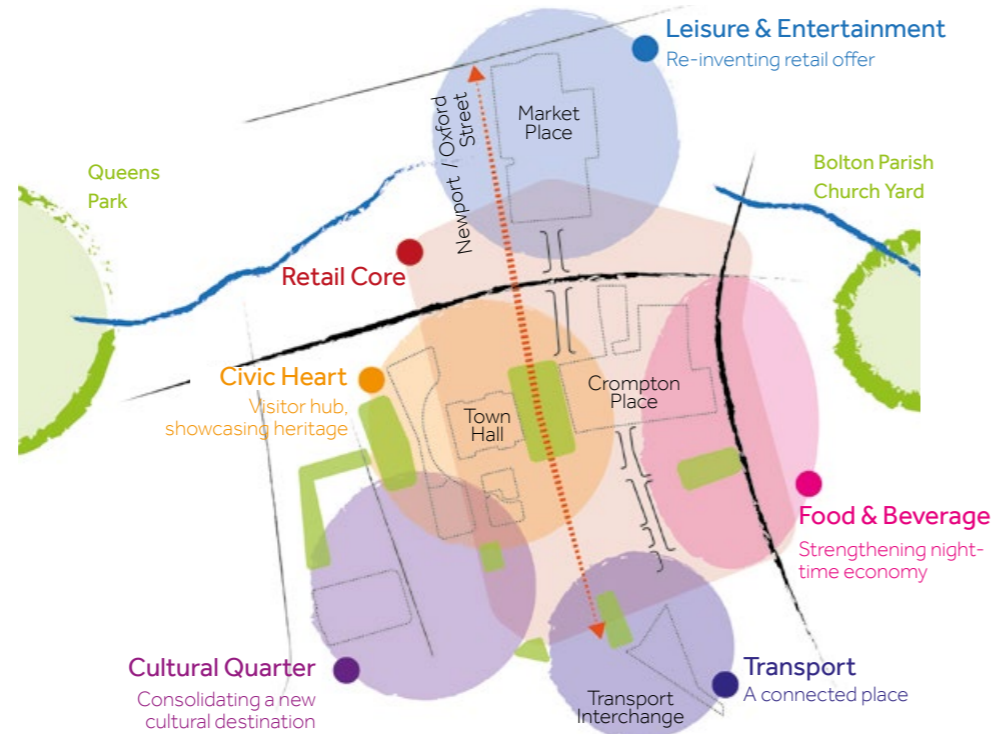 Leisure & Entertainment
Re-inventing retail offer
Newport / Oxford
Street
Market
Place
Queens
Park
Bolton Parish
Church Yard
Retail Core
Civic Heart
Visitor hub,
showcasing heritage
Town
Hall
Crompton
Place
Food & Beverage
Strengthening night-
time economy
Cultural Quarter
Consolidating a new
cultural destination
Transport
A connected place
Transport
Interchange